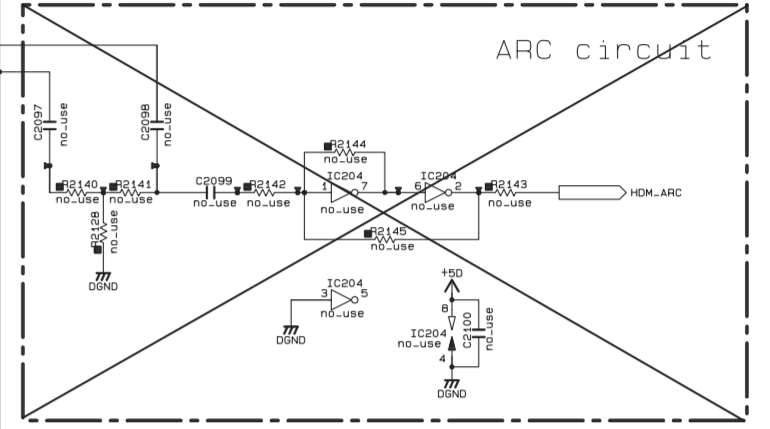 ARC circuit
C2097
no_use
C2098
no_use
R2144
no_use
R2140
no_use
R2141
no_use
C2099
no_use
R2142
no_use
1
IC204
7
no_use
6
IC204
2
no_use
R2143
no_use
HDM_ARC
R2128
no_use
R2145
no_use
DGND
IC204
3
5
no_use
DGND
+5D
8
IC204
no_use
4
C2100
no_use
DGND